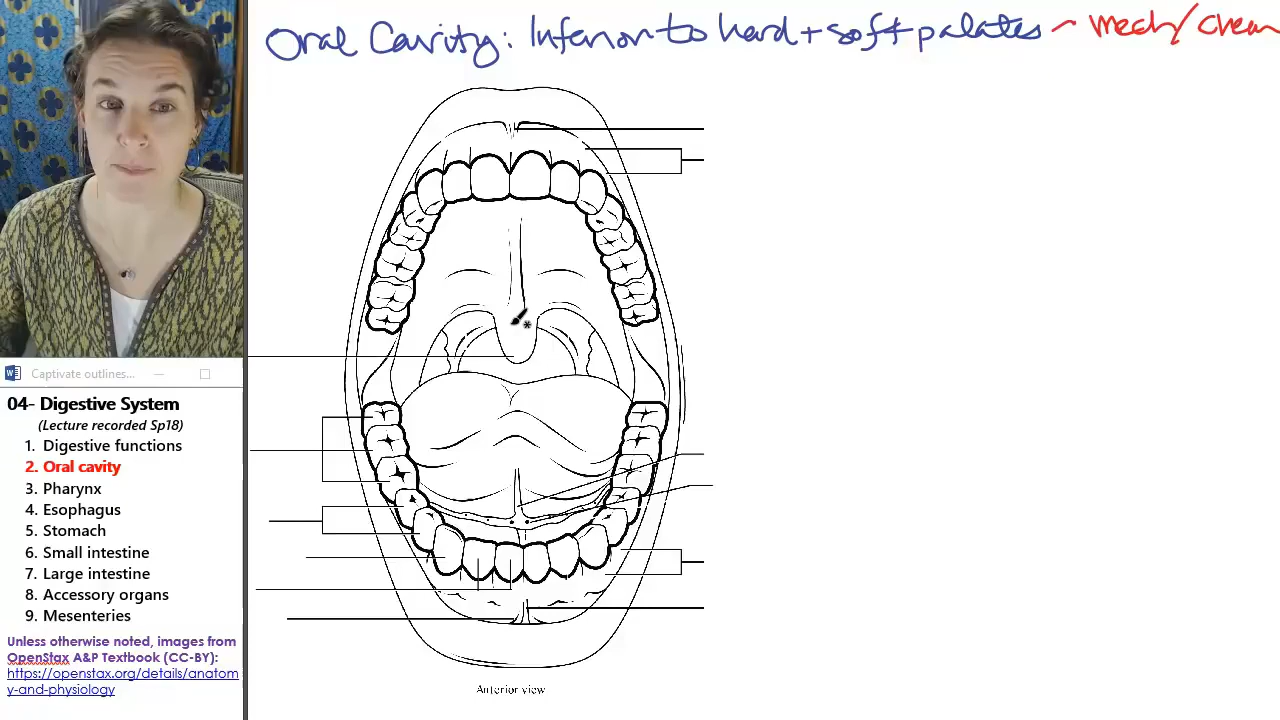 Oral Cavity: Inferior to hard + soft palates ~ mech/chem
Captivate outlines...
04- Digestive System
(Lecture recorded Sp18)
1. Digestive functions
2. Oral cavity
3. Pharynx
4. Esophagus
5. Stomach
6. Small intestine
7. Large intestine
8. Accessory organs
9. Mesenteries
Unless otherwise noted, images from
OpenStax A&P Textbook (CC-BY):
https://openstax.org/details/anatom
y-and-physiology
Anterior view